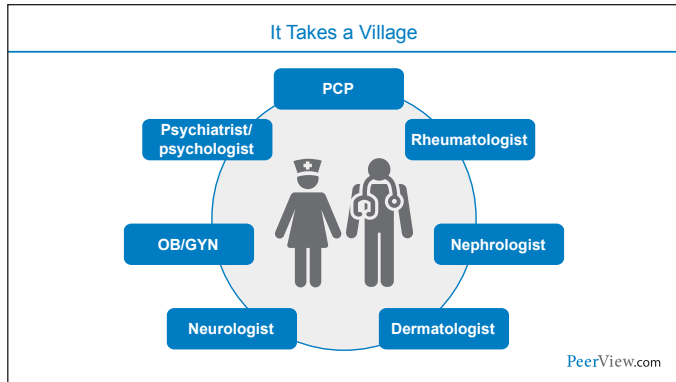 It Takes a Village
PCP
Psychiatrist/
psychologist
Rheumatologist
OB/GYN
Nephrologist
Neurologist
Dermatologist
PeerView.com